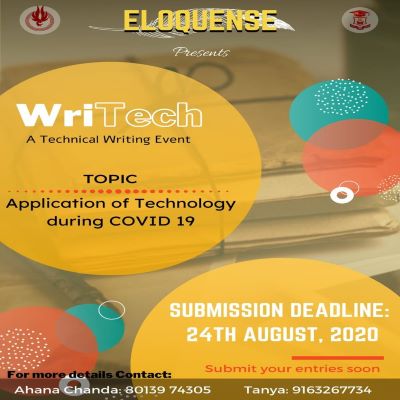 ELOQUENSE
Presents
WriTech
A Technical Writing Event
TOPIC
Application of Technology
during COVID 19
SUBMISSION DEADLINE:
24TH AUGUST, 2020
Submit your entries soon
For more details Contact:
Ahana Chanda: 80139 74305 Tanya: 9163267734